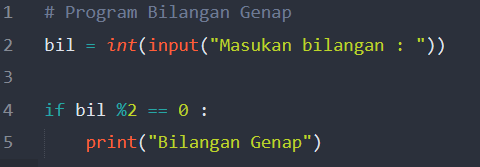 1 # Program Bilangan Genap
2 bil = int(input("Masukan bilangan : "))
3
4 if bil %2 == 0 :
5     print("Bilangan Genap")